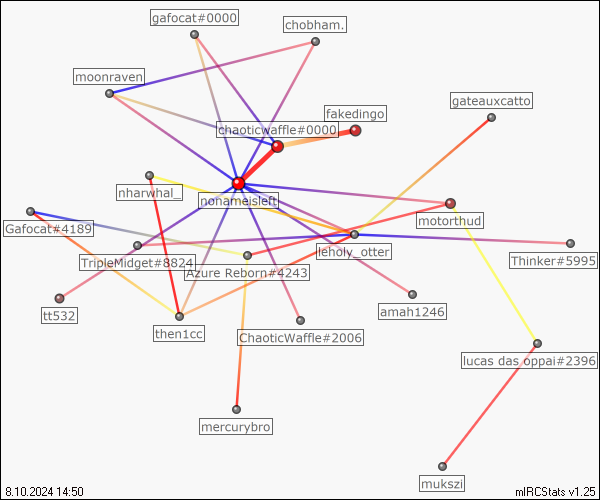 gafocat#0000
chobham.
moonraven
gateauxcatto
fakedingo
chaoticwaffle#0000
nharwhal_
nonameisleft
motorthud
Gafocat#4189
leholy_otter
TripleMidget#8824
Thinker#5995
Azure Reborn#4243
tt532
amah1246
then1cc
ChaoticWaffle#2006
lucas das oppai#2396
mercurybro
mukszi
8.10.2024 14:50
mIRCStats v1.25